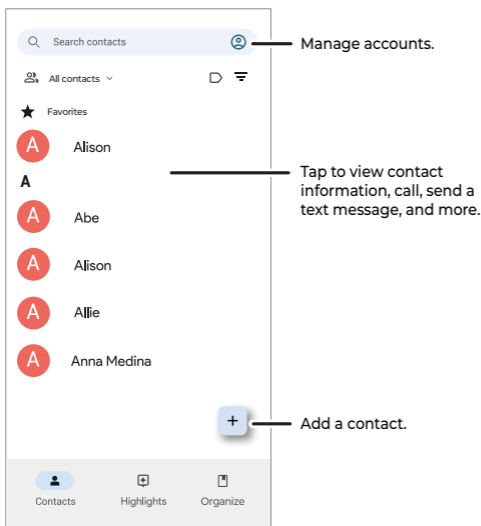 Search contacts
Manage accounts.
All contacts
Favorites
A Alison
Tap to view contact
information, call, send a
text message, and more.
A
A Abe
A Alison
A Allie
A Anna Medina
+
Add a contact.
Contacts Highlights Organize